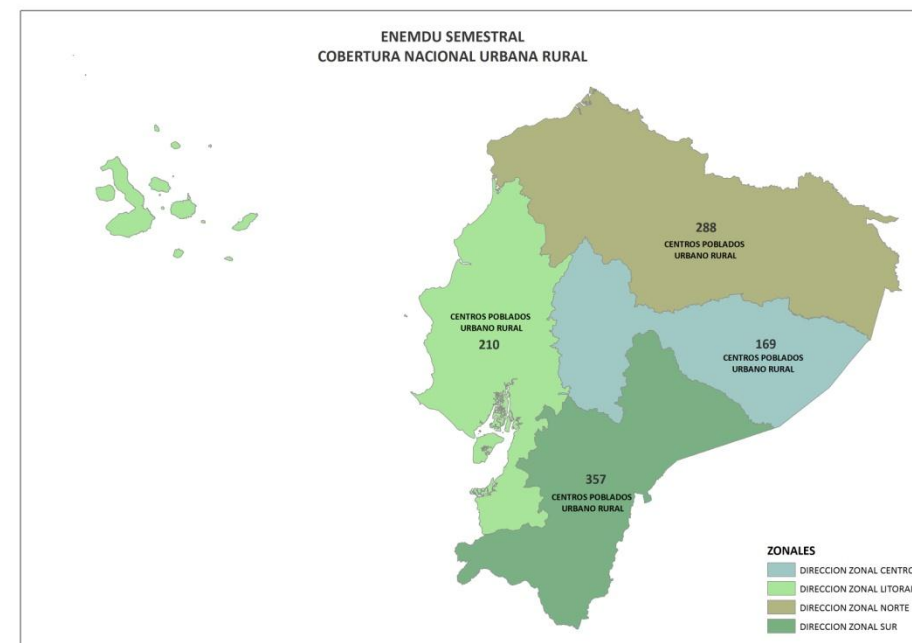 ENEMDU SEMESTRAL
COBERTURA NACIONAL URBANA RURAL
288
CENTROS POBLADOS
URBANO RURAL
CENTROS POBLADOS
URBANO RURAL
210
169
CENTROS POBLADOS
URBANO RURAL
357
CENTROS POBLADOS
URBANO RURAL
ZONALES
DIRECCION ZONAL CENTRO
DIRECCION ZONAL LITORAL
DIRECCION ZONAL NORTE
DIRECCION ZONAL SUR